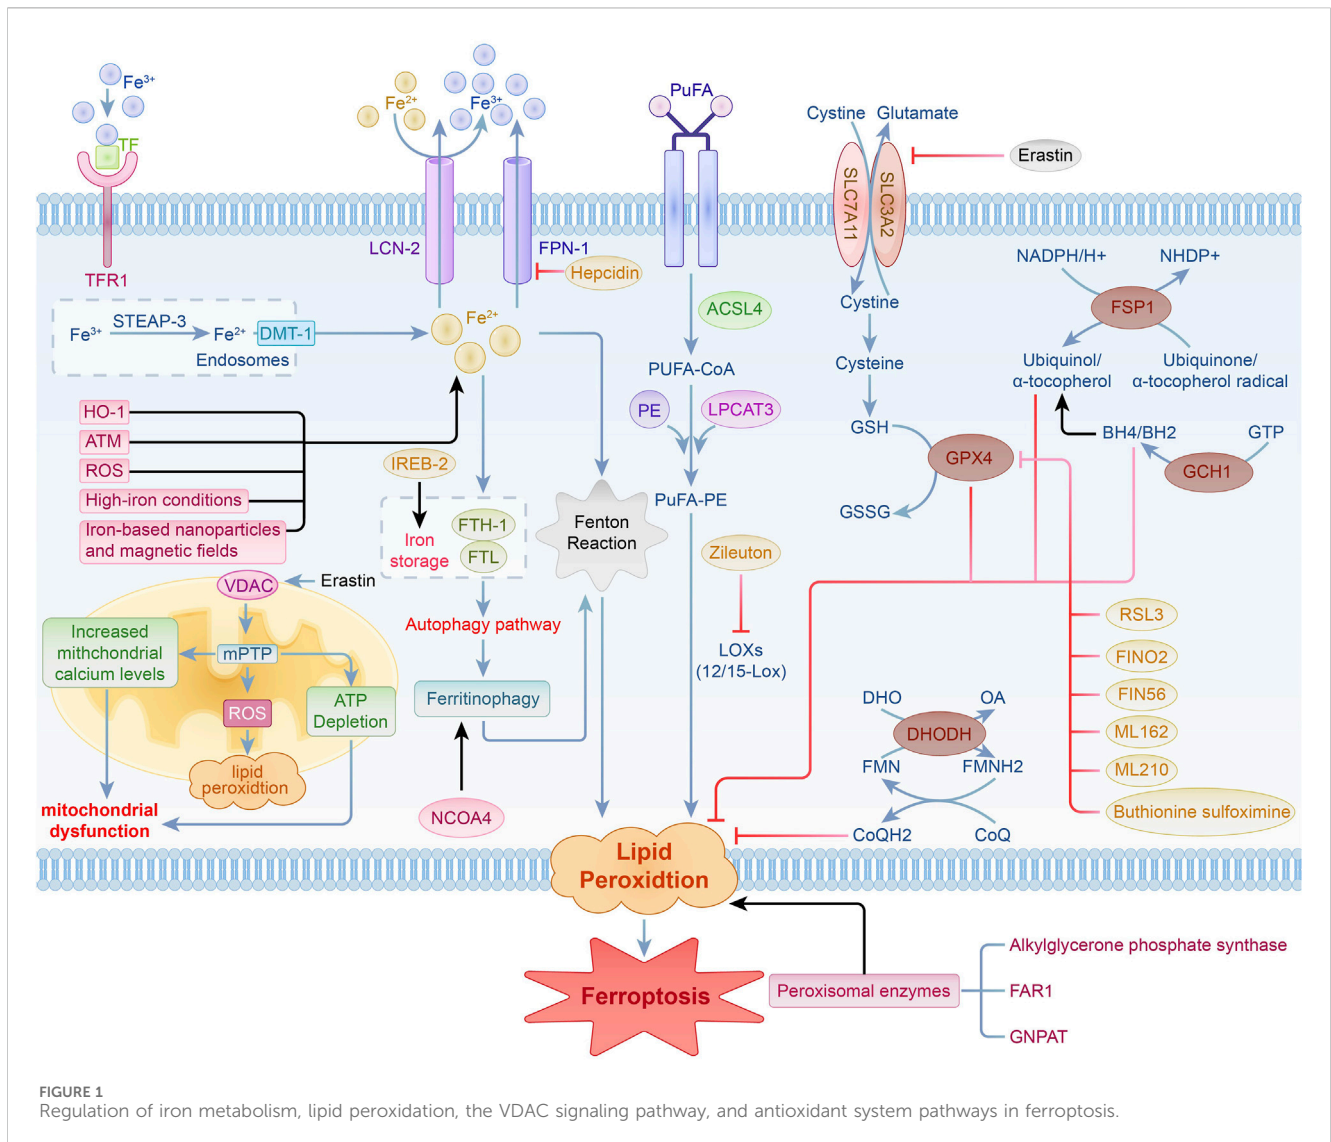 Fe3+
TF
TFR1
Fe2+
Fe3+
LCN-2
FPN-1
Hepcidin
PuFA
Cystine
Glutamate
SLC7A11
SLC3A2
Erastin
Fe3+
STEAP-3
Fe2+
DMT-1
Endosomes
Fe2+
ACSL4
PUFA-CoA
PE
LPCAT3
PuFA-PE
Cystine
Cysteine
GSH
GSSG
GPX4
NADPH/H+
NHDP+
FSP1
Ubiquinol/
α-tocopherol
Ubiquinone/
α-tocopherol radical
BH4/BH2
GTP
GCH1
HO-1
ATM
ROS
High-iron conditions
Iron-based nanoparticles
and magnetic fields
IREB-2
Iron
storage
FTH-1
FTL
Fenton
Reaction
Autophagy pathway
Ferritinophagy
NCOA4
Zileuton
LOXs
(12/15-Lox)
VDAC
Erastin
Increased
mithchondrial
calcium levels
mPTP
ROS
ATP
Depletion
lipid
peroxidtion
mitochondrial
dysfunction
DHO
OA
DHODH
FMN
FMNH2
CoQH2
CoQ
RSL3
FINO2
FIN56
ML162
ML210
Buthionine sulfoximine
Lipid
Peroxidtion
Ferroptosis
Peroxisomal enzymes
Alkylglycerone phosphate synthase
FAR1
GNPAT
FIGURE 1
Regulation of iron metabolism, lipid peroxidation, the VDAC signaling pathway, and antioxidant system pathways in ferroptosis.